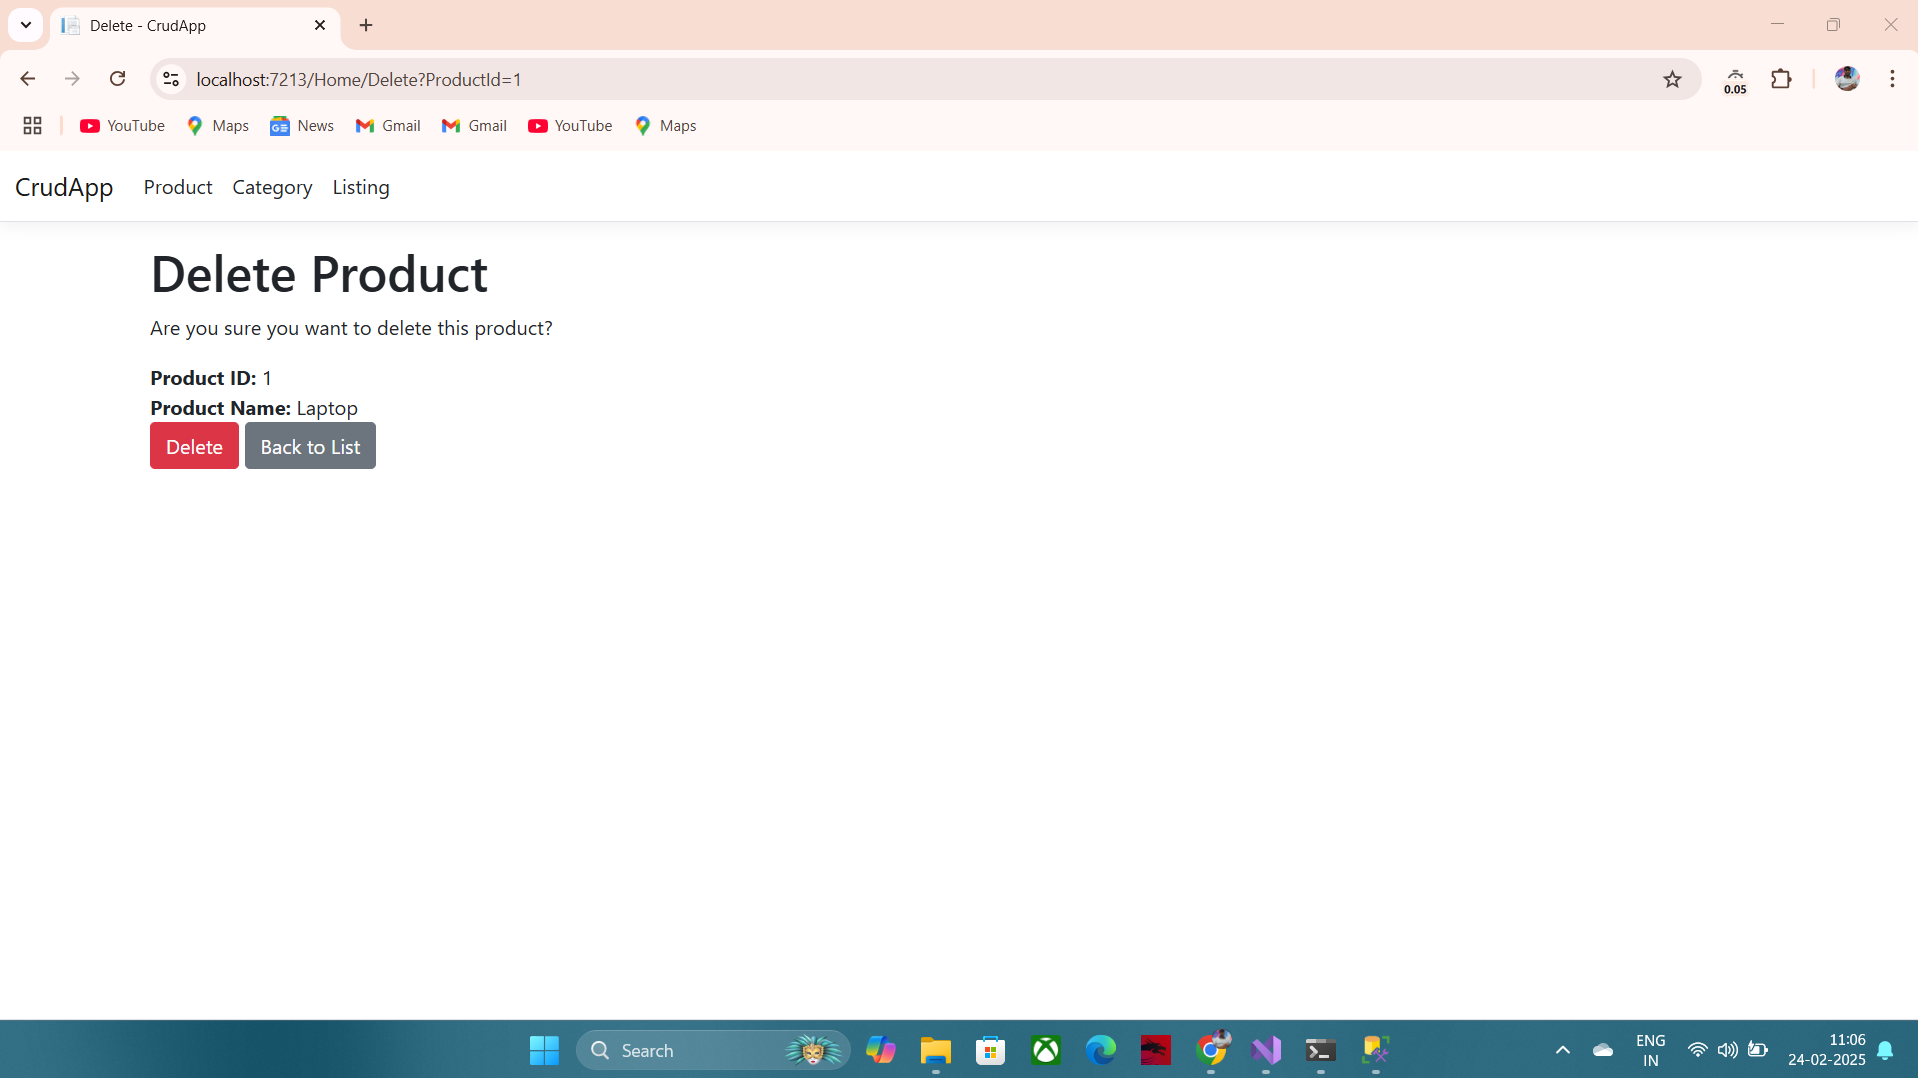 Delete - CrudApp
localhost:7213/Home/Delete?ProductId=1
0.05
YouTube Maps News Gmail Gmail YouTube Maps
CrudApp Product Category Listing
Delete Product
Are you sure you want to delete this product?
Product ID: 1
Product Name: Laptop
Delete Back to List
Search
ENG
IN
11:06
24-02-2025